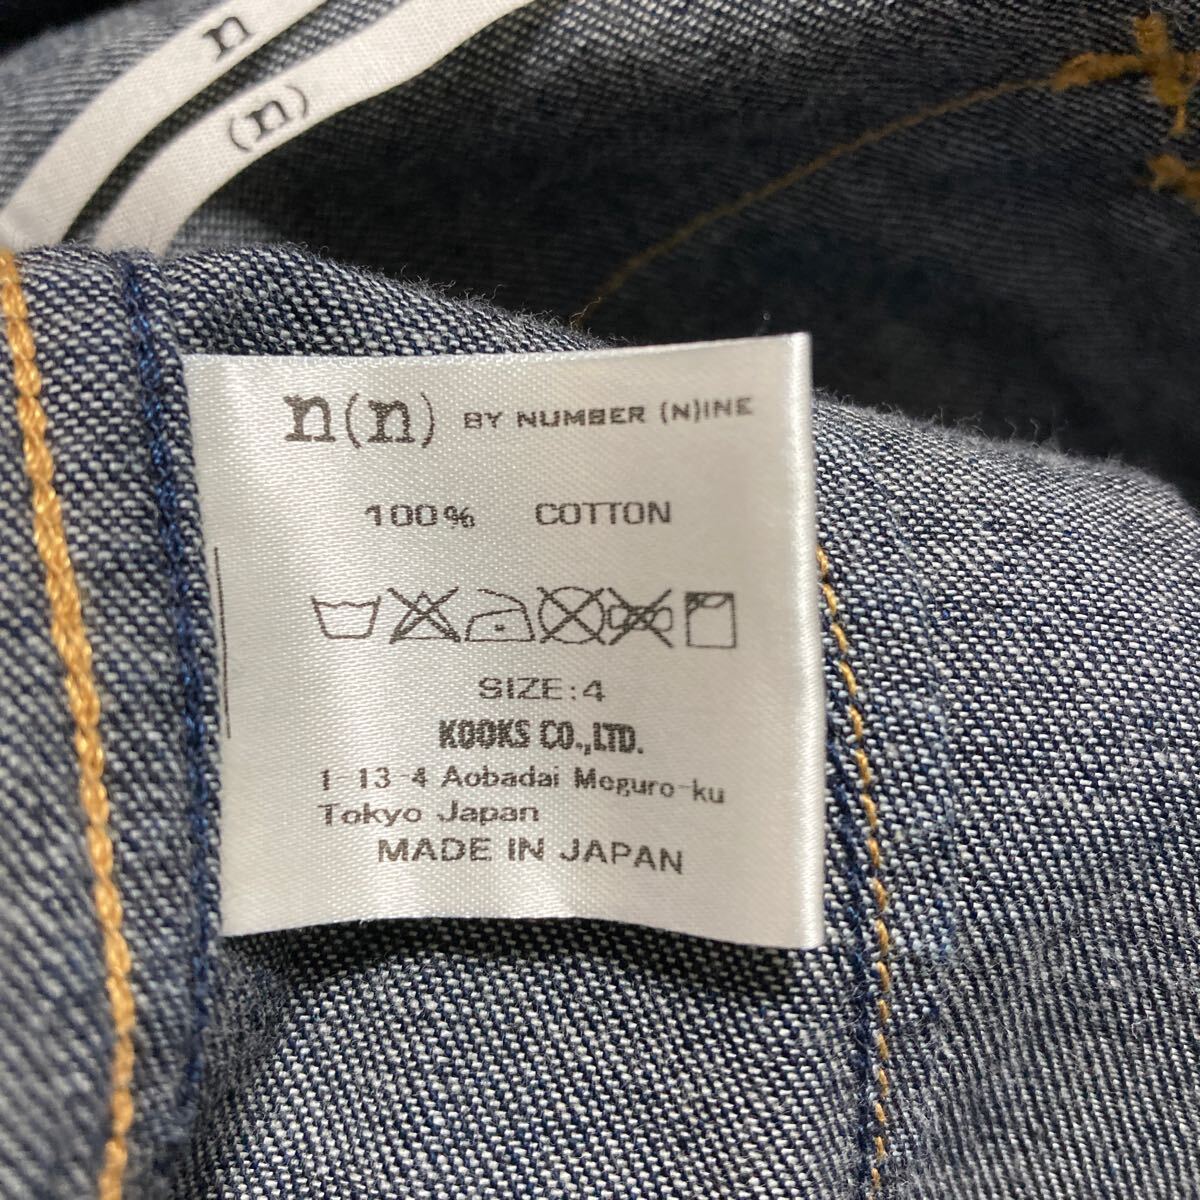 n
(n)
n(n) BY NUMBER (N)INE
100% COTTON
SIZE:4
KOOKS CO.,LTD.
1-13-4 Aobadai Meguro-ku
Tokyo Japan
MADE IN JAPAN